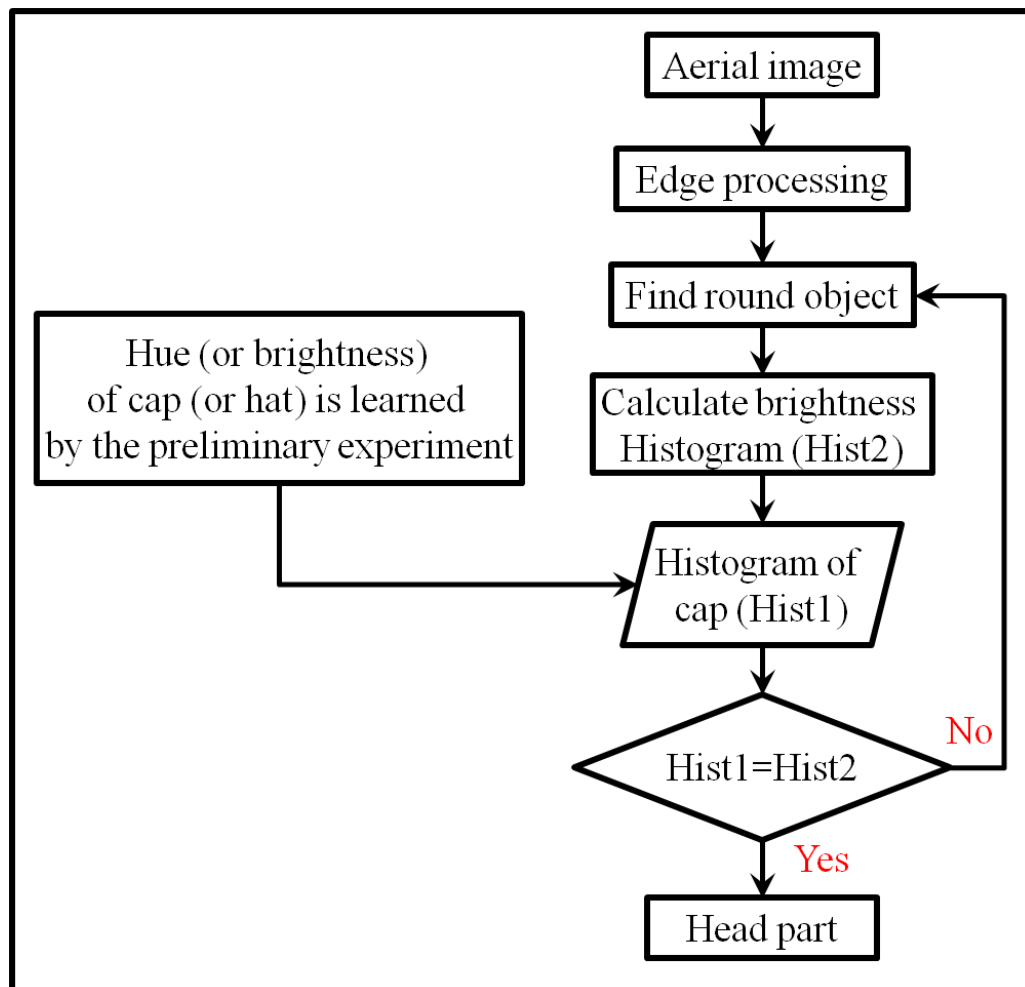 Aerial image
Edge processing
Find round object
Hue (or brightness)
of cap (or hat) is learned
by the preliminary experiment
Calculate brightness
Histogram (Hist2)
Histogram of
cap (Hist1)
No
Hist1=Hist2
Yes
Head part